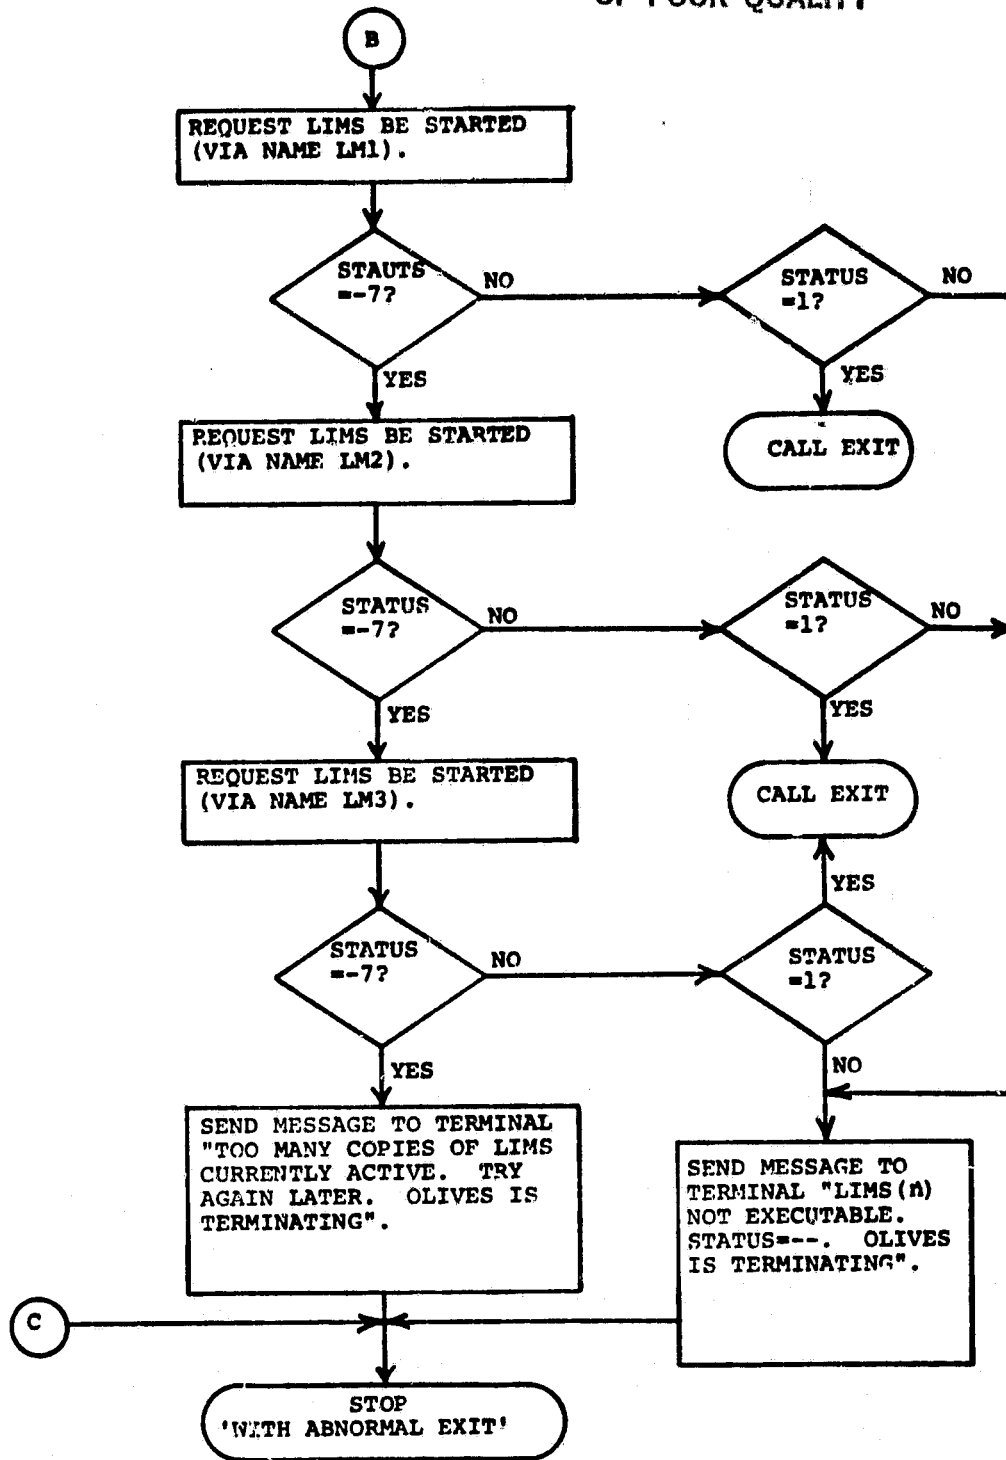 OF POOR QUALITY
B
REQUEST LIMS BE STARTED
(VIA NAME LM1).
STAUTS
=-7?
NO
STATUS
=1?
NO
YES
YES
REQUEST LIMS BE STARTED
(VIA NAME LM2).
CALL EXIT
STATUS
=-7?
NO
STATUS
=1?
NO
YES
YES
REQUEST LIMS BE STARTED
(VIA NAME LM3).
CALL EXIT
YES
STATUS
=-7?
NO
STATUS
=1?
YES
NO
SEND MESSAGE TO TERMINAL
"TOO MANY COPIES OF LIMS
CURRENTLY ACTIVE. TRY
AGAIN LATER. OLIVES IS
TERMINATING".
SEND MESSAGE TO
TERMINAL "LIMS(n)
NOT EXECUTABLE.
STATUS=--. OLIVES
IS TERMINATING".
C
STOP
'WITH ABNORMAL EXIT'